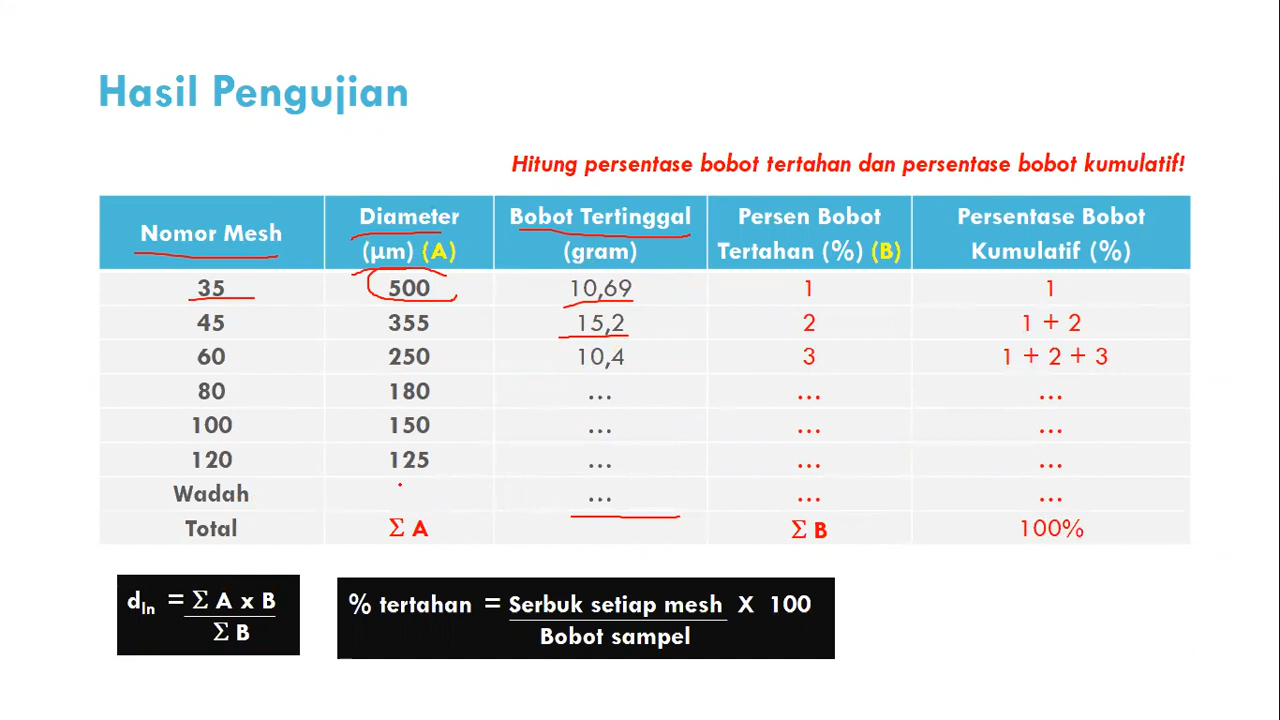 Hasil Pengujian
Hitung persentase bobot tertahan dan persentase bobot kumulatif!
Nomor Mesh
Diameter
(µm) (A)
Bobot Tertinggal
(gram)
Persen Bobot
Tertahan (%) (B)
Persentase Bobot
Kumulatif (%)
35 500 10,69 1 1
45 355 15,2 2 1 + 2
60 250 10,4 3 1 + 2 + 3
80 180 ... ... ...
100 150 ... ... ...
120 125 ... ... ...
Wadah ... ... ...
Total Σ A Σ B 100%
dln = Σ A x B
Σ B
% tertahan = Serbuk setiap mesh X 100
Bobot sampel